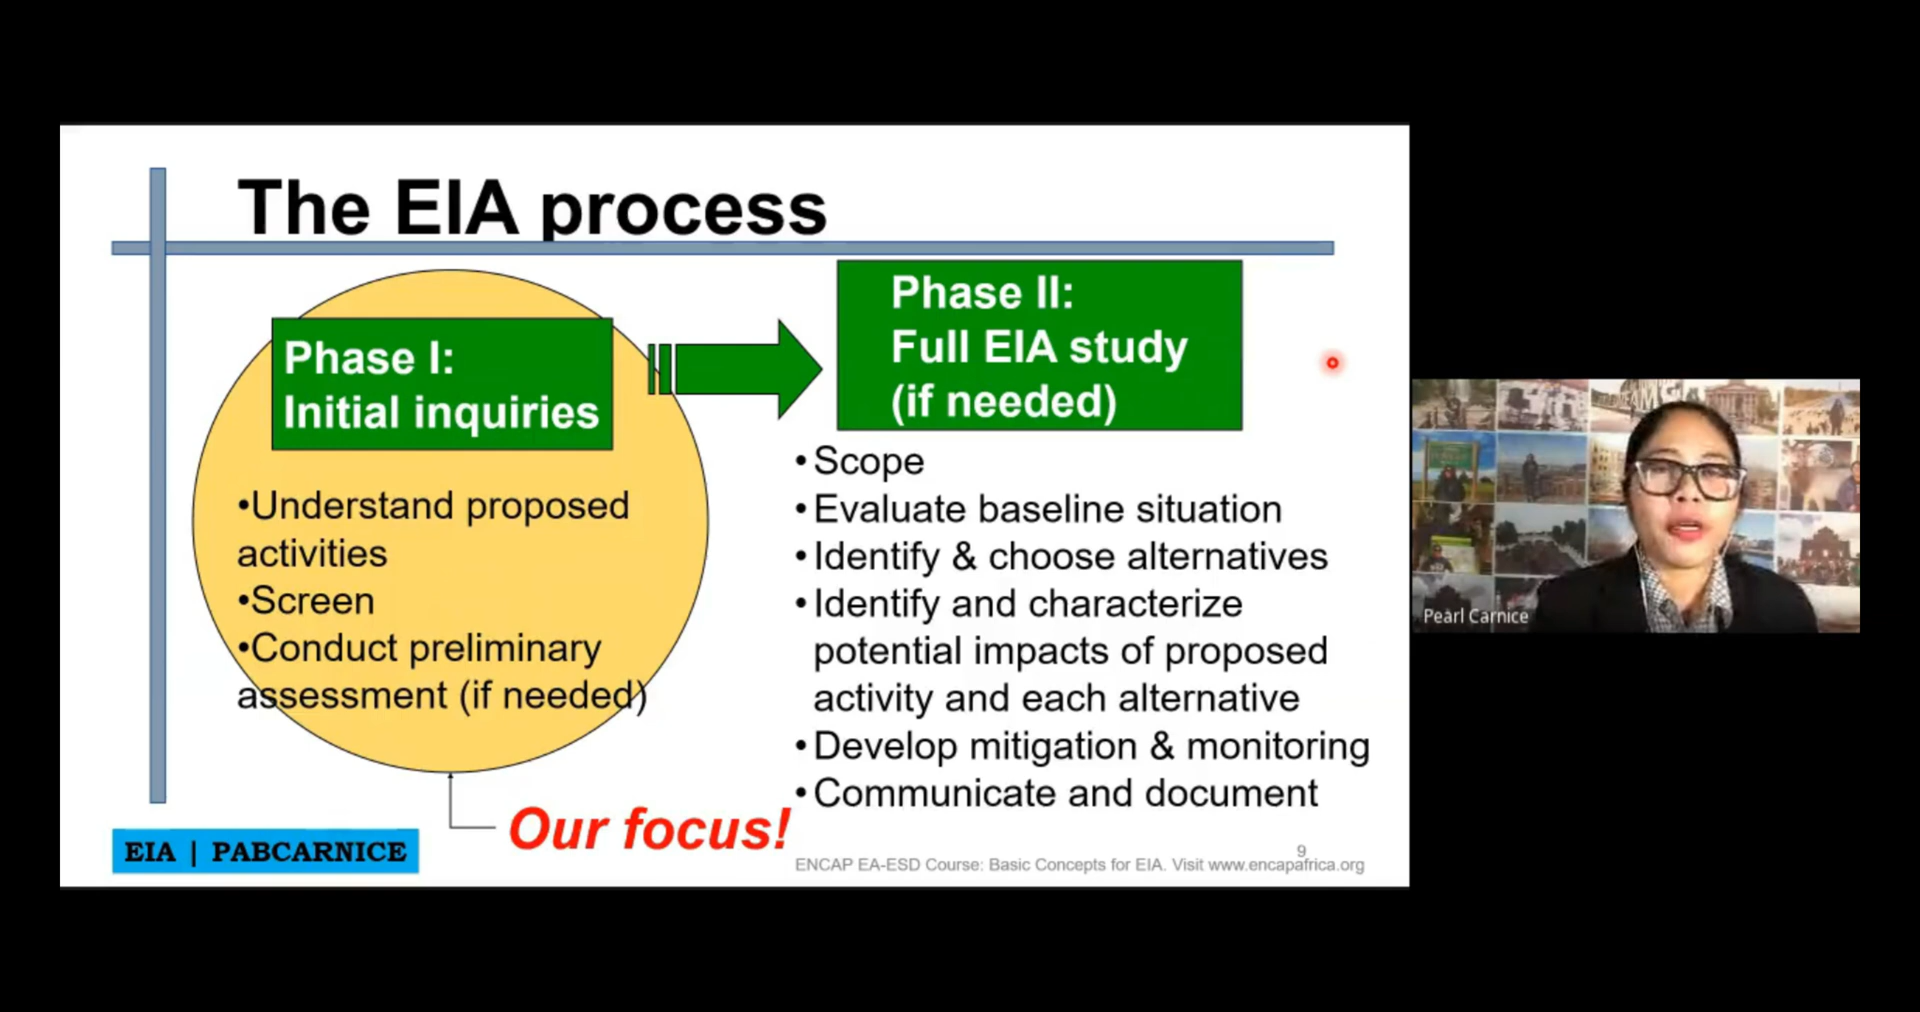 The EIA process
Phase I:
Initial inquiries
•Understand proposed
activities
•Screen
•Conduct preliminary
assessment (if needed)
Our focus!
Phase II:
Full EIA study
(if needed)
•Scope
•Evaluate baseline situation
•Identify & choose alternatives
•Identify and characterize
potential impacts of proposed
activity and each alternative
•Develop mitigation & monitoring
•Communicate and document
EIA | PABCARNICE
9
ENCAP EA-ESD Course: Basic Concepts for EIA. Visit www.encapafrica.org
Pearl Carnice